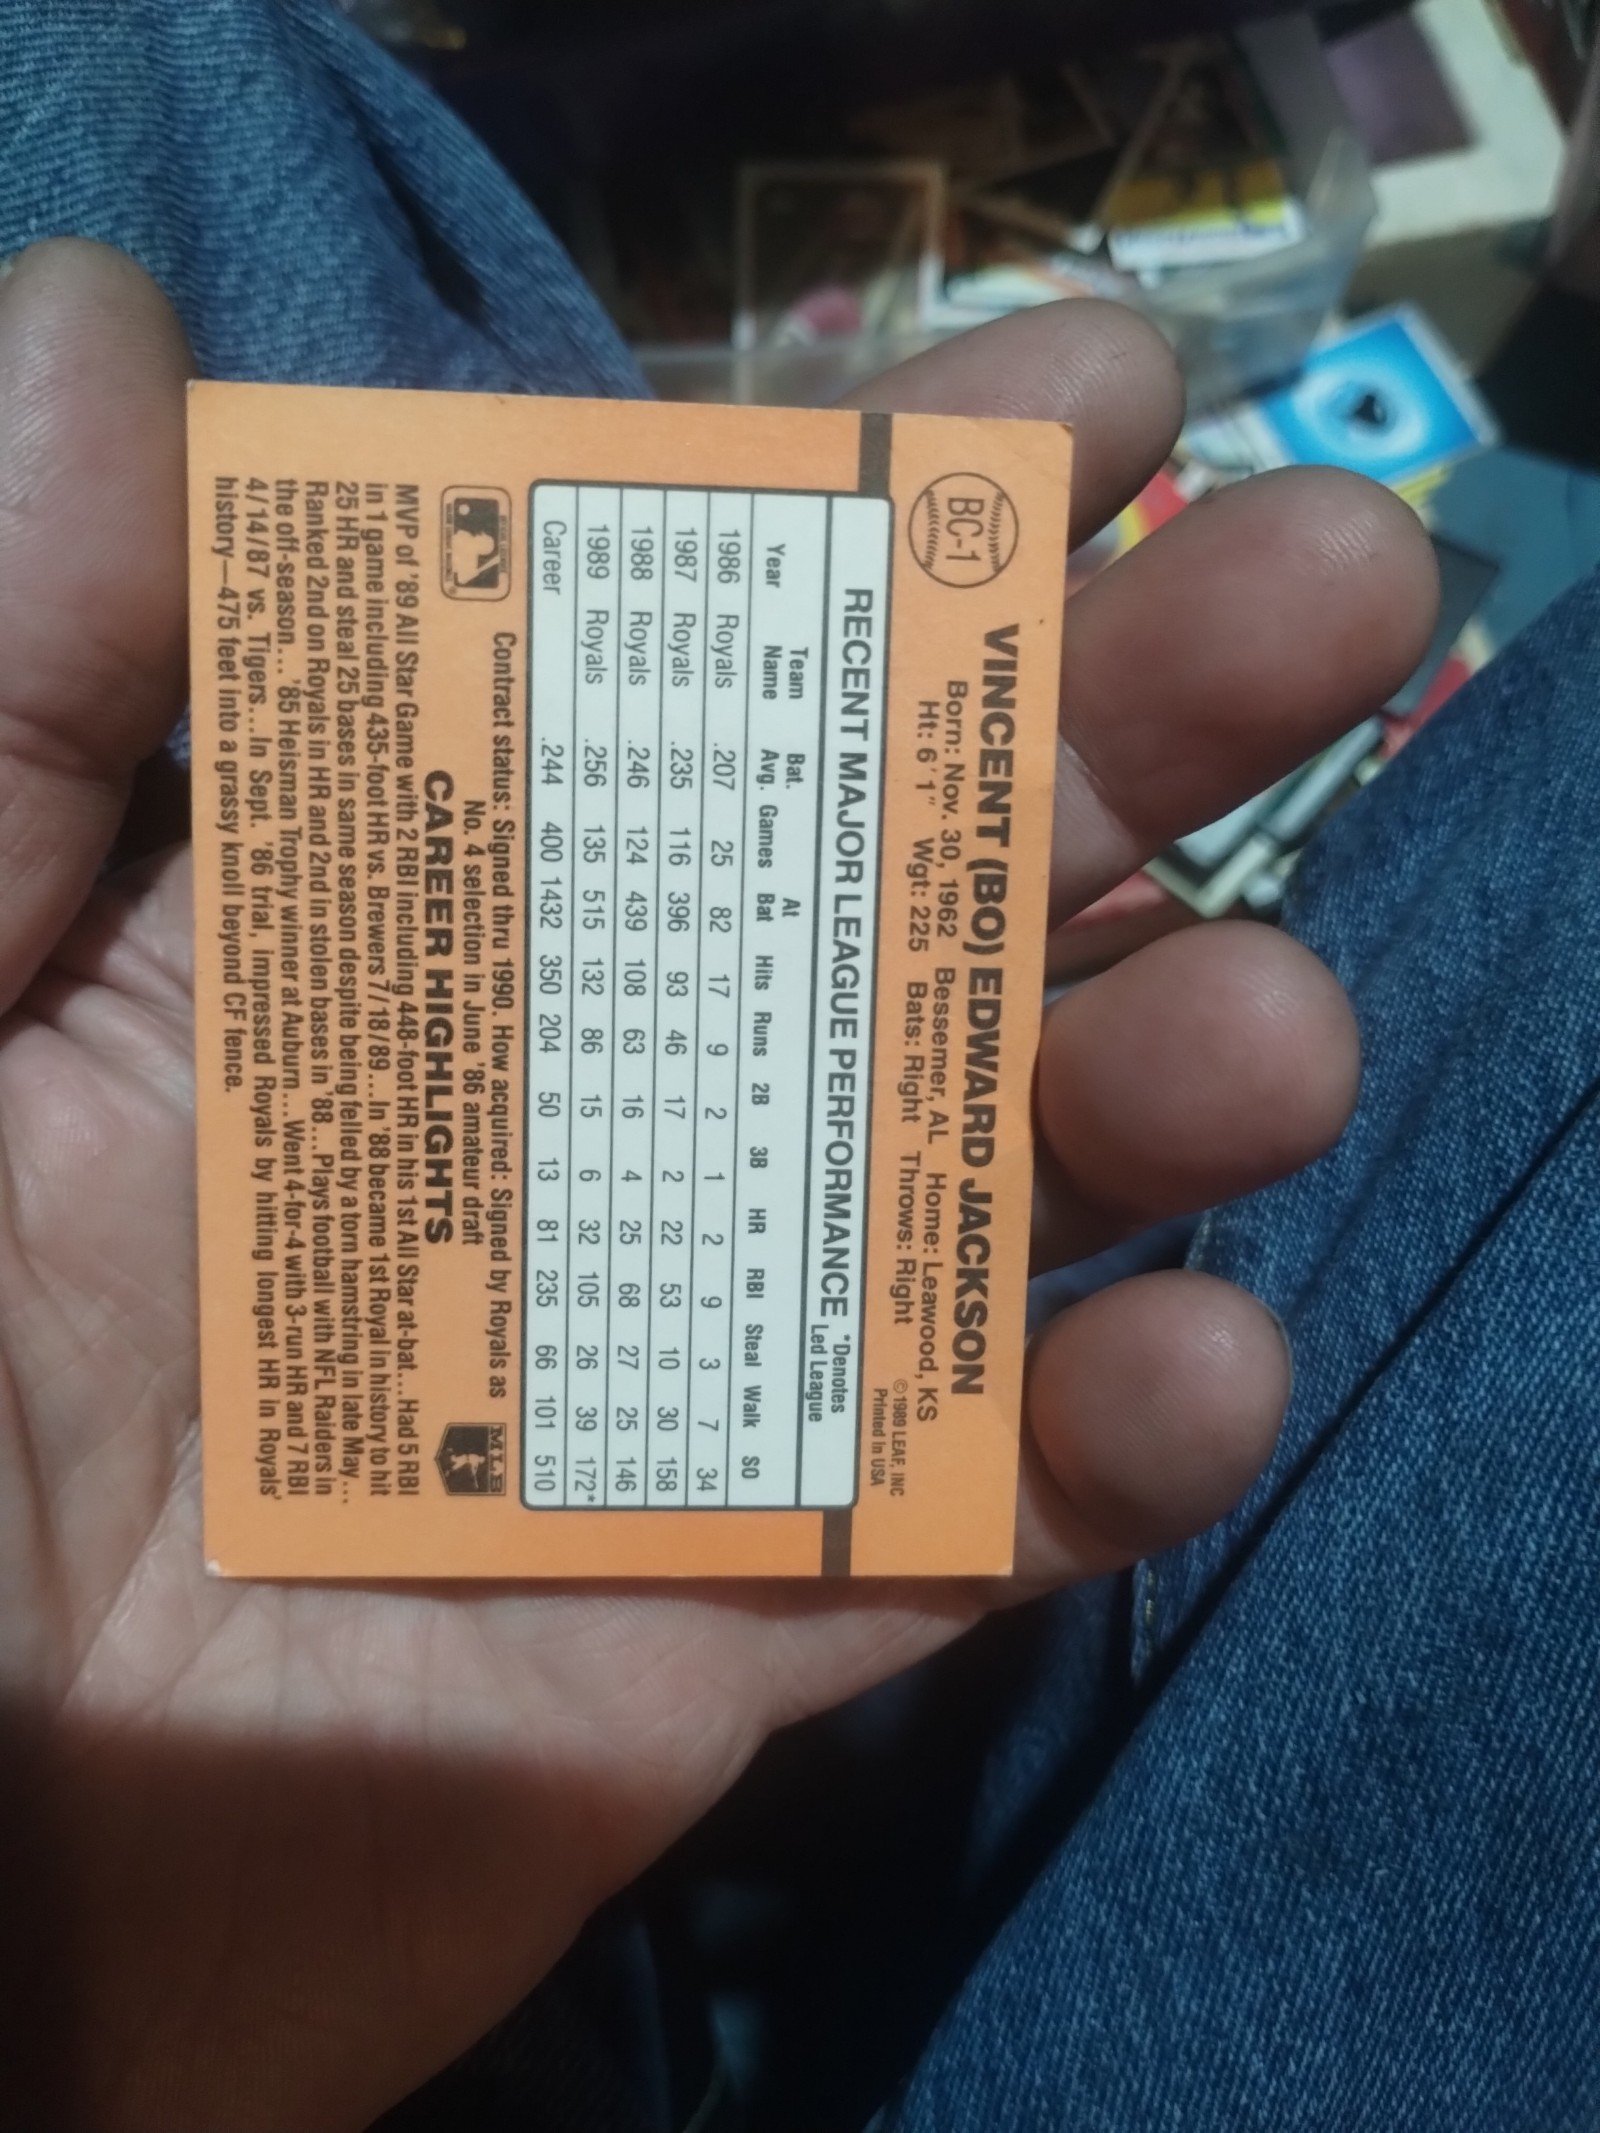 BC-1
VINCENT (BO) EDWARD JACKSON
Born: Nov. 30, 1962 Bessemer, AL Home: Leawood, KS
Ht: 6'1" Wgt: 225 Bats: Right Throws: Right
©1989 LEAF, INC
Printed in USA
RECENT MAJOR LEAGUE PERFORMANCE *Denotes Led League
Year Team Name Bat. Avg. Games At Bat Hits Runs 2B 3B HR RBI Steal Walk SO
1986 Royals .207 25 82 17 9 2 1 2 9 3 7 34
1987 Royals .235 116 396 93 46 17 2 22 53 10 30 158
1988 Royals .246 124 439 108 63 16 4 25 68 27 25 146
1989 Royals .256 135 515 132 86 15 6 32 105 26 39 172*
Career .244 400 1432 350 204 50 13 81 235 66 101 510
Contract status: Signed thru 1990. How acquired: Signed by Royals as
No. 4 selection in June '86 amateur draft
CAREER HIGHLIGHTS
MLB
MVP of '89 All Star Game with 2 RBI including 448-foot HR in his 1st All Star at-bat...Had 5 RBI
in 1 game including 435-foot HR vs. Brewers 7/18/89...In '88 became 1st Royal in history to hit
25 HR and steal 25 bases in same season despite being felled by a torn hamstring in late May...
Ranked 2nd on Royals in HR and 2nd in stolen bases in '88...Plays football with NFL Raiders in
the off-season...'85 Heisman Trophy winner at Auburn...Went 4-for-4 with 3-run HR and 7 RBI
4/14/87 vs. Tigers...In Sept. '86 trial, impressed Royals by hitting longest HR in Royals'
history—475 feet into a grassy knoll beyond CF fence.